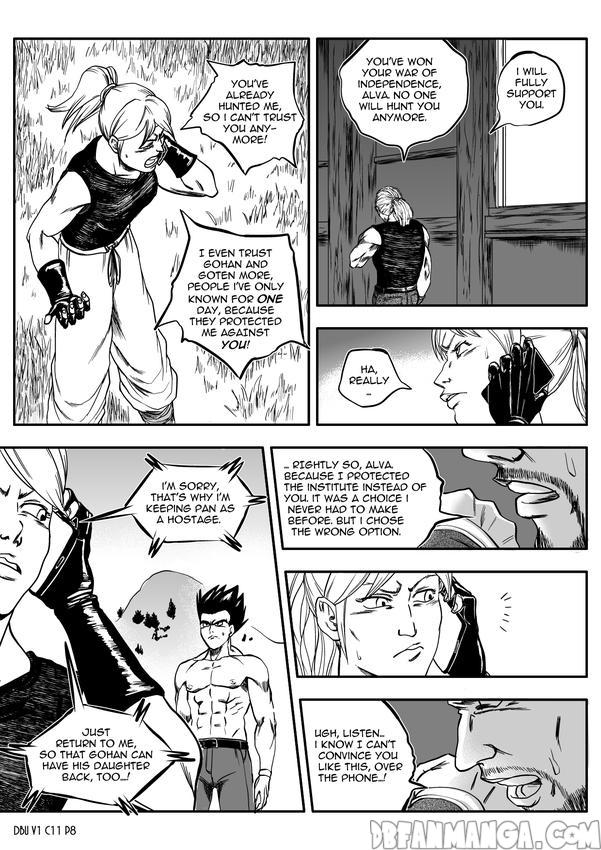 YOU'VE
ALREADY
HUNTED ME,
SO I CAN'T TRUST
YOU ANY-
MORE!
I EVEN TRUST
GOHAN AND
GOTEN MORE,
PEOPLE I'VE ONLY
KNOWN FOR ONE
DAY, BECAUSE
THEY PROTECTED
ME AGAINST
YOU!
YOU'VE WON
YOUR WAR OF
INDEPENDENCE,
ALVA. NO ONE
WILL HUNT YOU
ANYMORE.
I WILL
FULLY
SUPPORT
YOU.
HA,
REALLY
...
I'M SORRY,
THAT'S WHY I'M
KEEPING PAN AS
A HOSTAGE.
JUST
RETURN TO ME,
SO THAT GOHAN CAN
HAVE HIS DAUGHTER
BACK, TOO...!
... RIGHTLY SO, ALVA.
BECAUSE I PROTECTED
THE INSTITUTE INSTEAD OF
YOU. IT WAS A CHOICE I
NEVER HAD TO MAKE
BEFORE. BUT I CHOSE
THE WRONG OPTION.
UGH, LISTEN...
I KNOW I CAN'T
CONVINCE YOU
LIKE THIS, OVER
THE PHONE...!
DBU V1 C11 P8
DBFANMANGA.COM